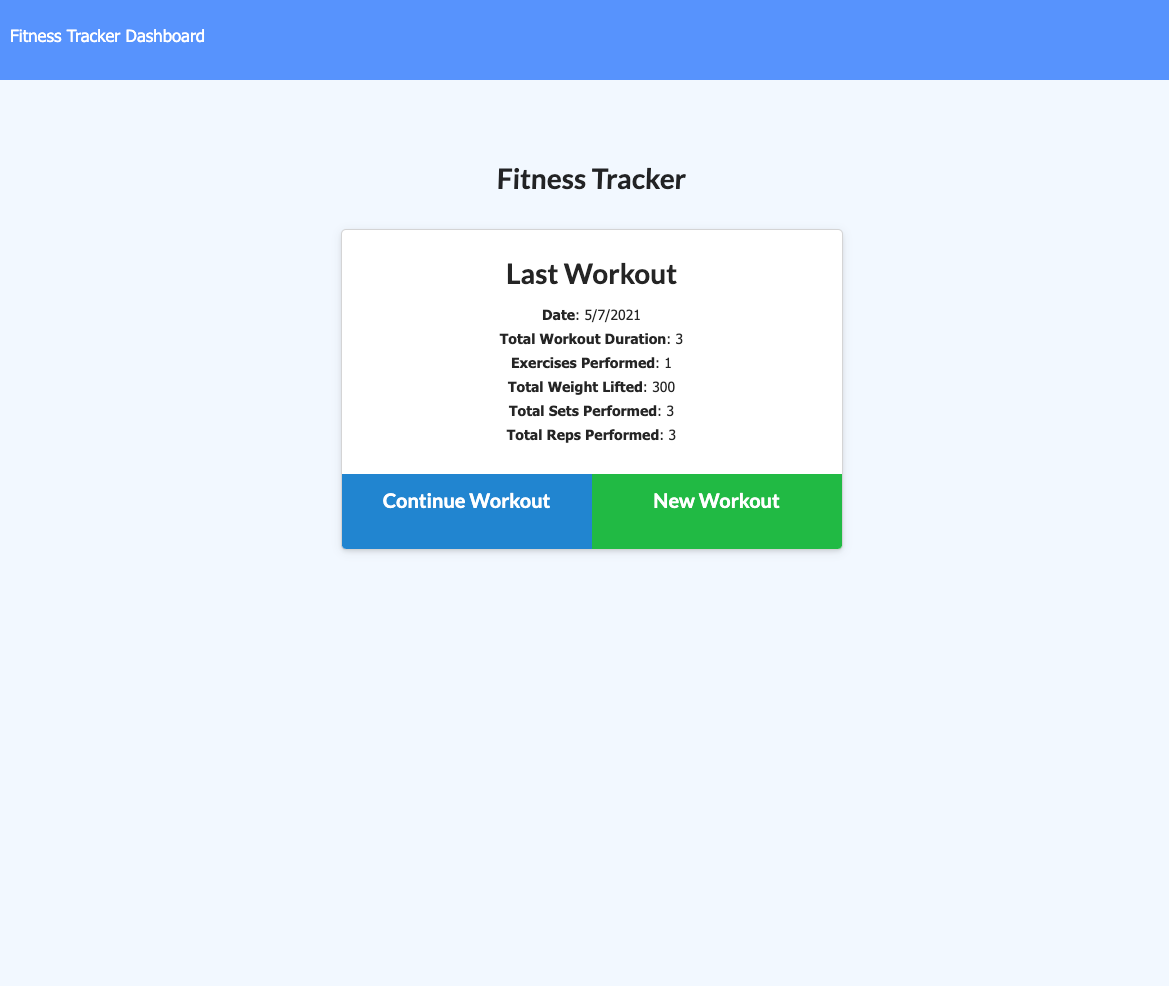 Fitness Tracker Dashboard
Fitness Tracker
Last Workout
Date: 5/7/2021
Total Workout Duration: 3
Exercises Performed: 1
Total Weight Lifted: 300
Total Sets Performed: 3
Total Reps Performed: 3
Continue Workout
New Workout